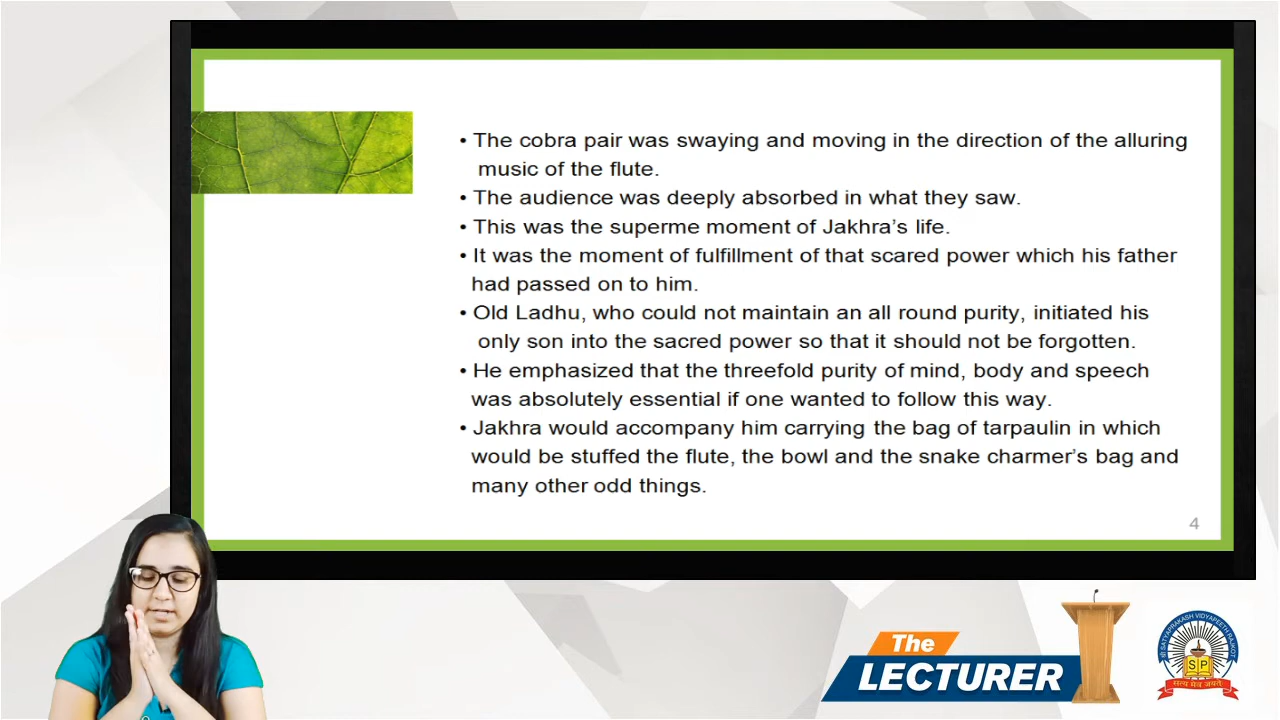 • The cobra pair was swaying and moving in the direction of the alluring
music of the flute.
• The audience was deeply absorbed in what they saw.
• This was the superme moment of Jakhra's life.
• It was the moment of fulfillment of that scared power which his father
had passed on to him.
• Old Ladhu, who could not maintain an all round purity, initiated his
only son into the sacred power so that it should not be forgotten.
• He emphasized that the threefold purity of mind, body and speech
was absolutely essential if one wanted to follow this way.
• Jakhra would accompany him carrying the bag of tarpaulin in which
would be stuffed the flute, the bowl and the snake charmer's bag and
many other odd things.
4
The
LECTURER
SHREE SATYAPRAKASH VIDYAPEETH RAJKOT
S P
सत्य मेव जयते